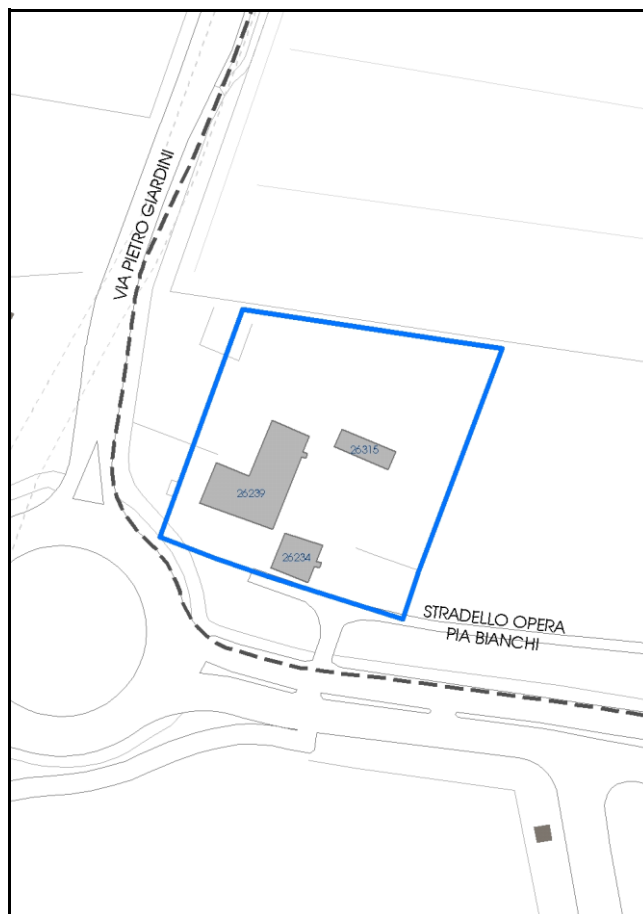 VIA PIETRO GIARDINI
26315
26239
26234
STRADELLO OPERA
PIA BIANCHI